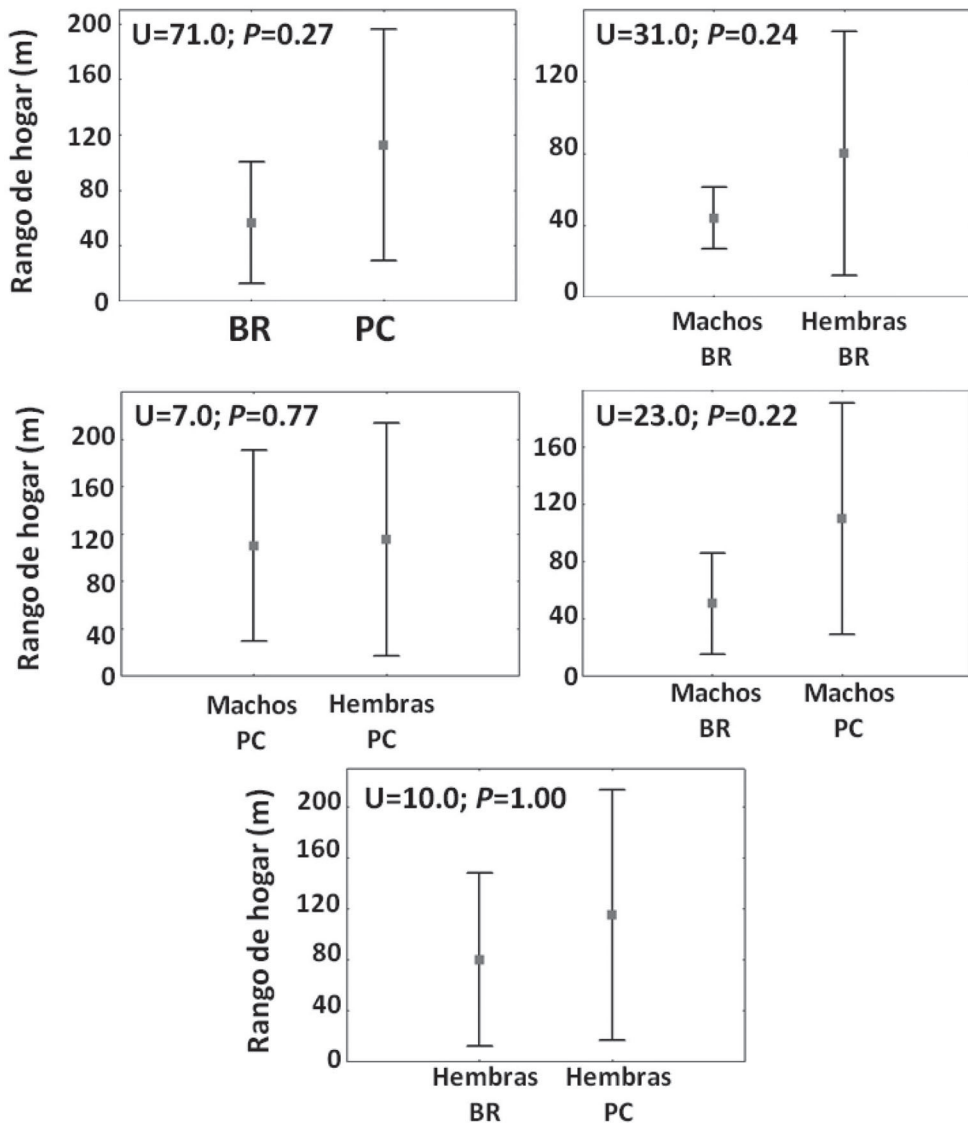 Rango de hogar (m)
U=71.0; P=0.27
200
160
120
80
40
0
BR PC
U=31.0; P=0.24
120
80
40
0
Machos Hembras
BR BR
Rango de hogar (m)
U=7.0; P=0.77
200
160
120
80
40
0
Machos Hembras
PC PC
U=23.0; P=0.22
160
120
80
40
0
Machos Machos
BR PC
Rango de hogar (m)
U=10.0; P=1.00
200
160
120
80
40
0
Hembras Hembras
BR PC